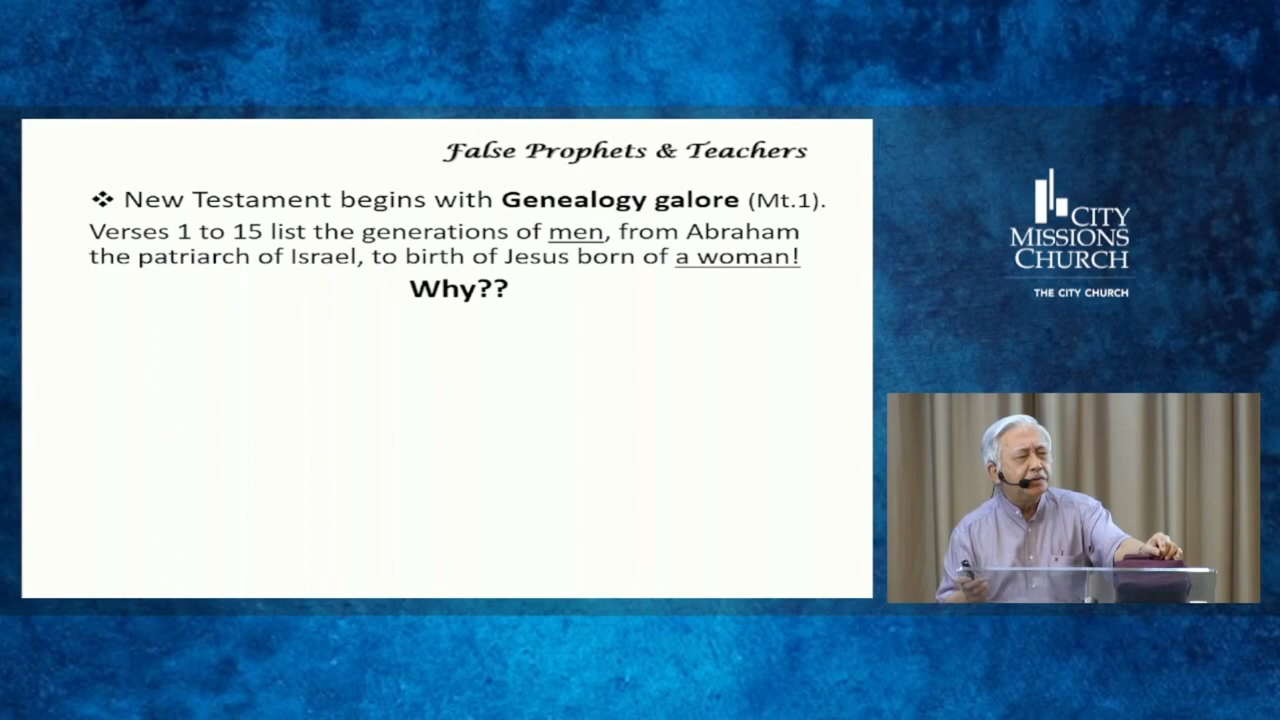 False Prophets & Teachers
❖ New Testament begins with Genealogy galore (Mt.1).
Verses 1 to 15 list the generations of men, from Abraham
the patriarch of Israel, to birth of Jesus born of a woman!
Why??
CITY
MISSIONS
CHURCH
THE CITY CHURCH